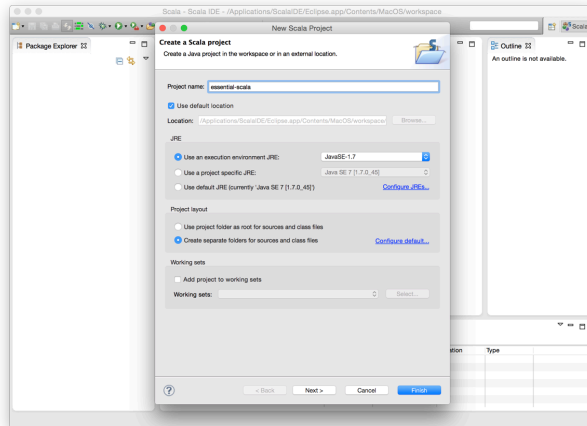 Scala - Scala IDE - /Applications/ScalaIDE/Eclipse.app/Contents/MacOS/workspace
Scala
Package Explorer
Outline
An outline is not available.
New Scala Project
Create a Scala project
Create a Java project in the workspace or in an external location.
Project name: essential-scala
Use default location
Location: /Applications/ScalaIDE/Eclipse.app/Contents/MacOS/workspace/ Browse...
JRE
Use an execution environment JRE: JavaSE-1.7
Use a project specific JRE: Java SE 7 [1.7.0_45]
Use default JRE (currently 'Java SE 7 [1.7.0_45]') Configure JREs...
Project layout
Use project folder as root for sources and class files
Create separate folders for sources and class files Configure default...
Working sets
Add project to working sets
Working sets: Select...
ation Type
? < Back Next > Cancel Finish